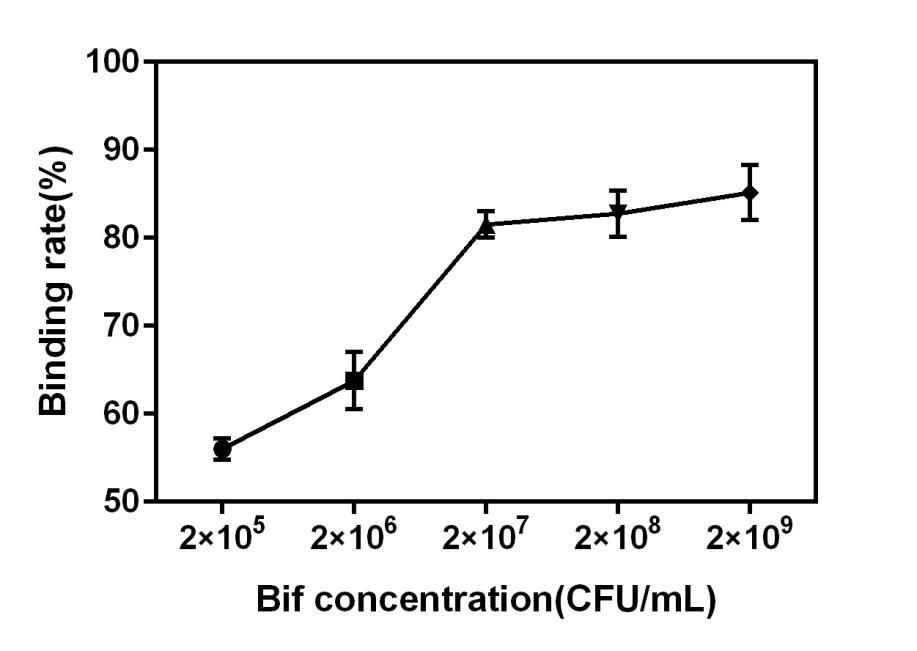 100
90
80
70
60
50
Binding rate(%)
2×10⁵ 2×10⁶ 2×10⁷ 2×10⁸ 2×10⁹
Bif concentration(CFU/mL)